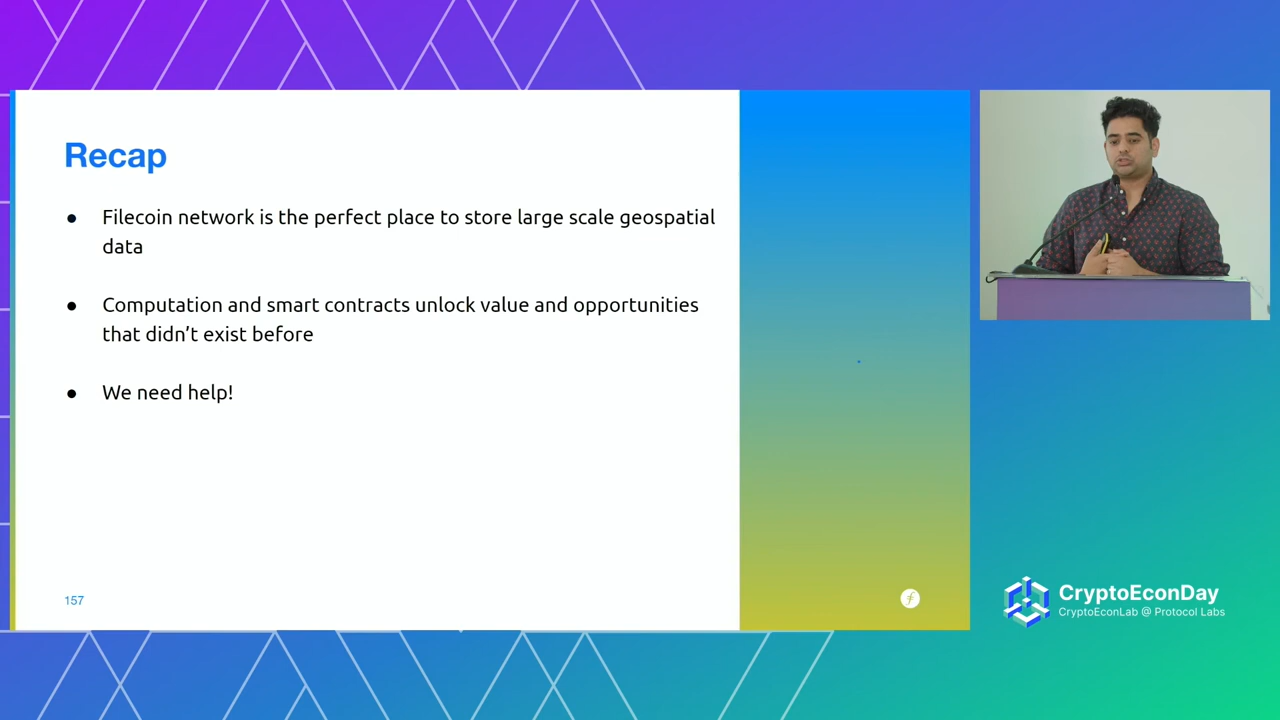 Recap
● Filecoin network is the perfect place to store large scale geospatial
data
● Computation and smart contracts unlock value and opportunities
that didn’t exist before
● We need help!
157
CryptoEconDay
CryptoEconLab @ Protocol Labs